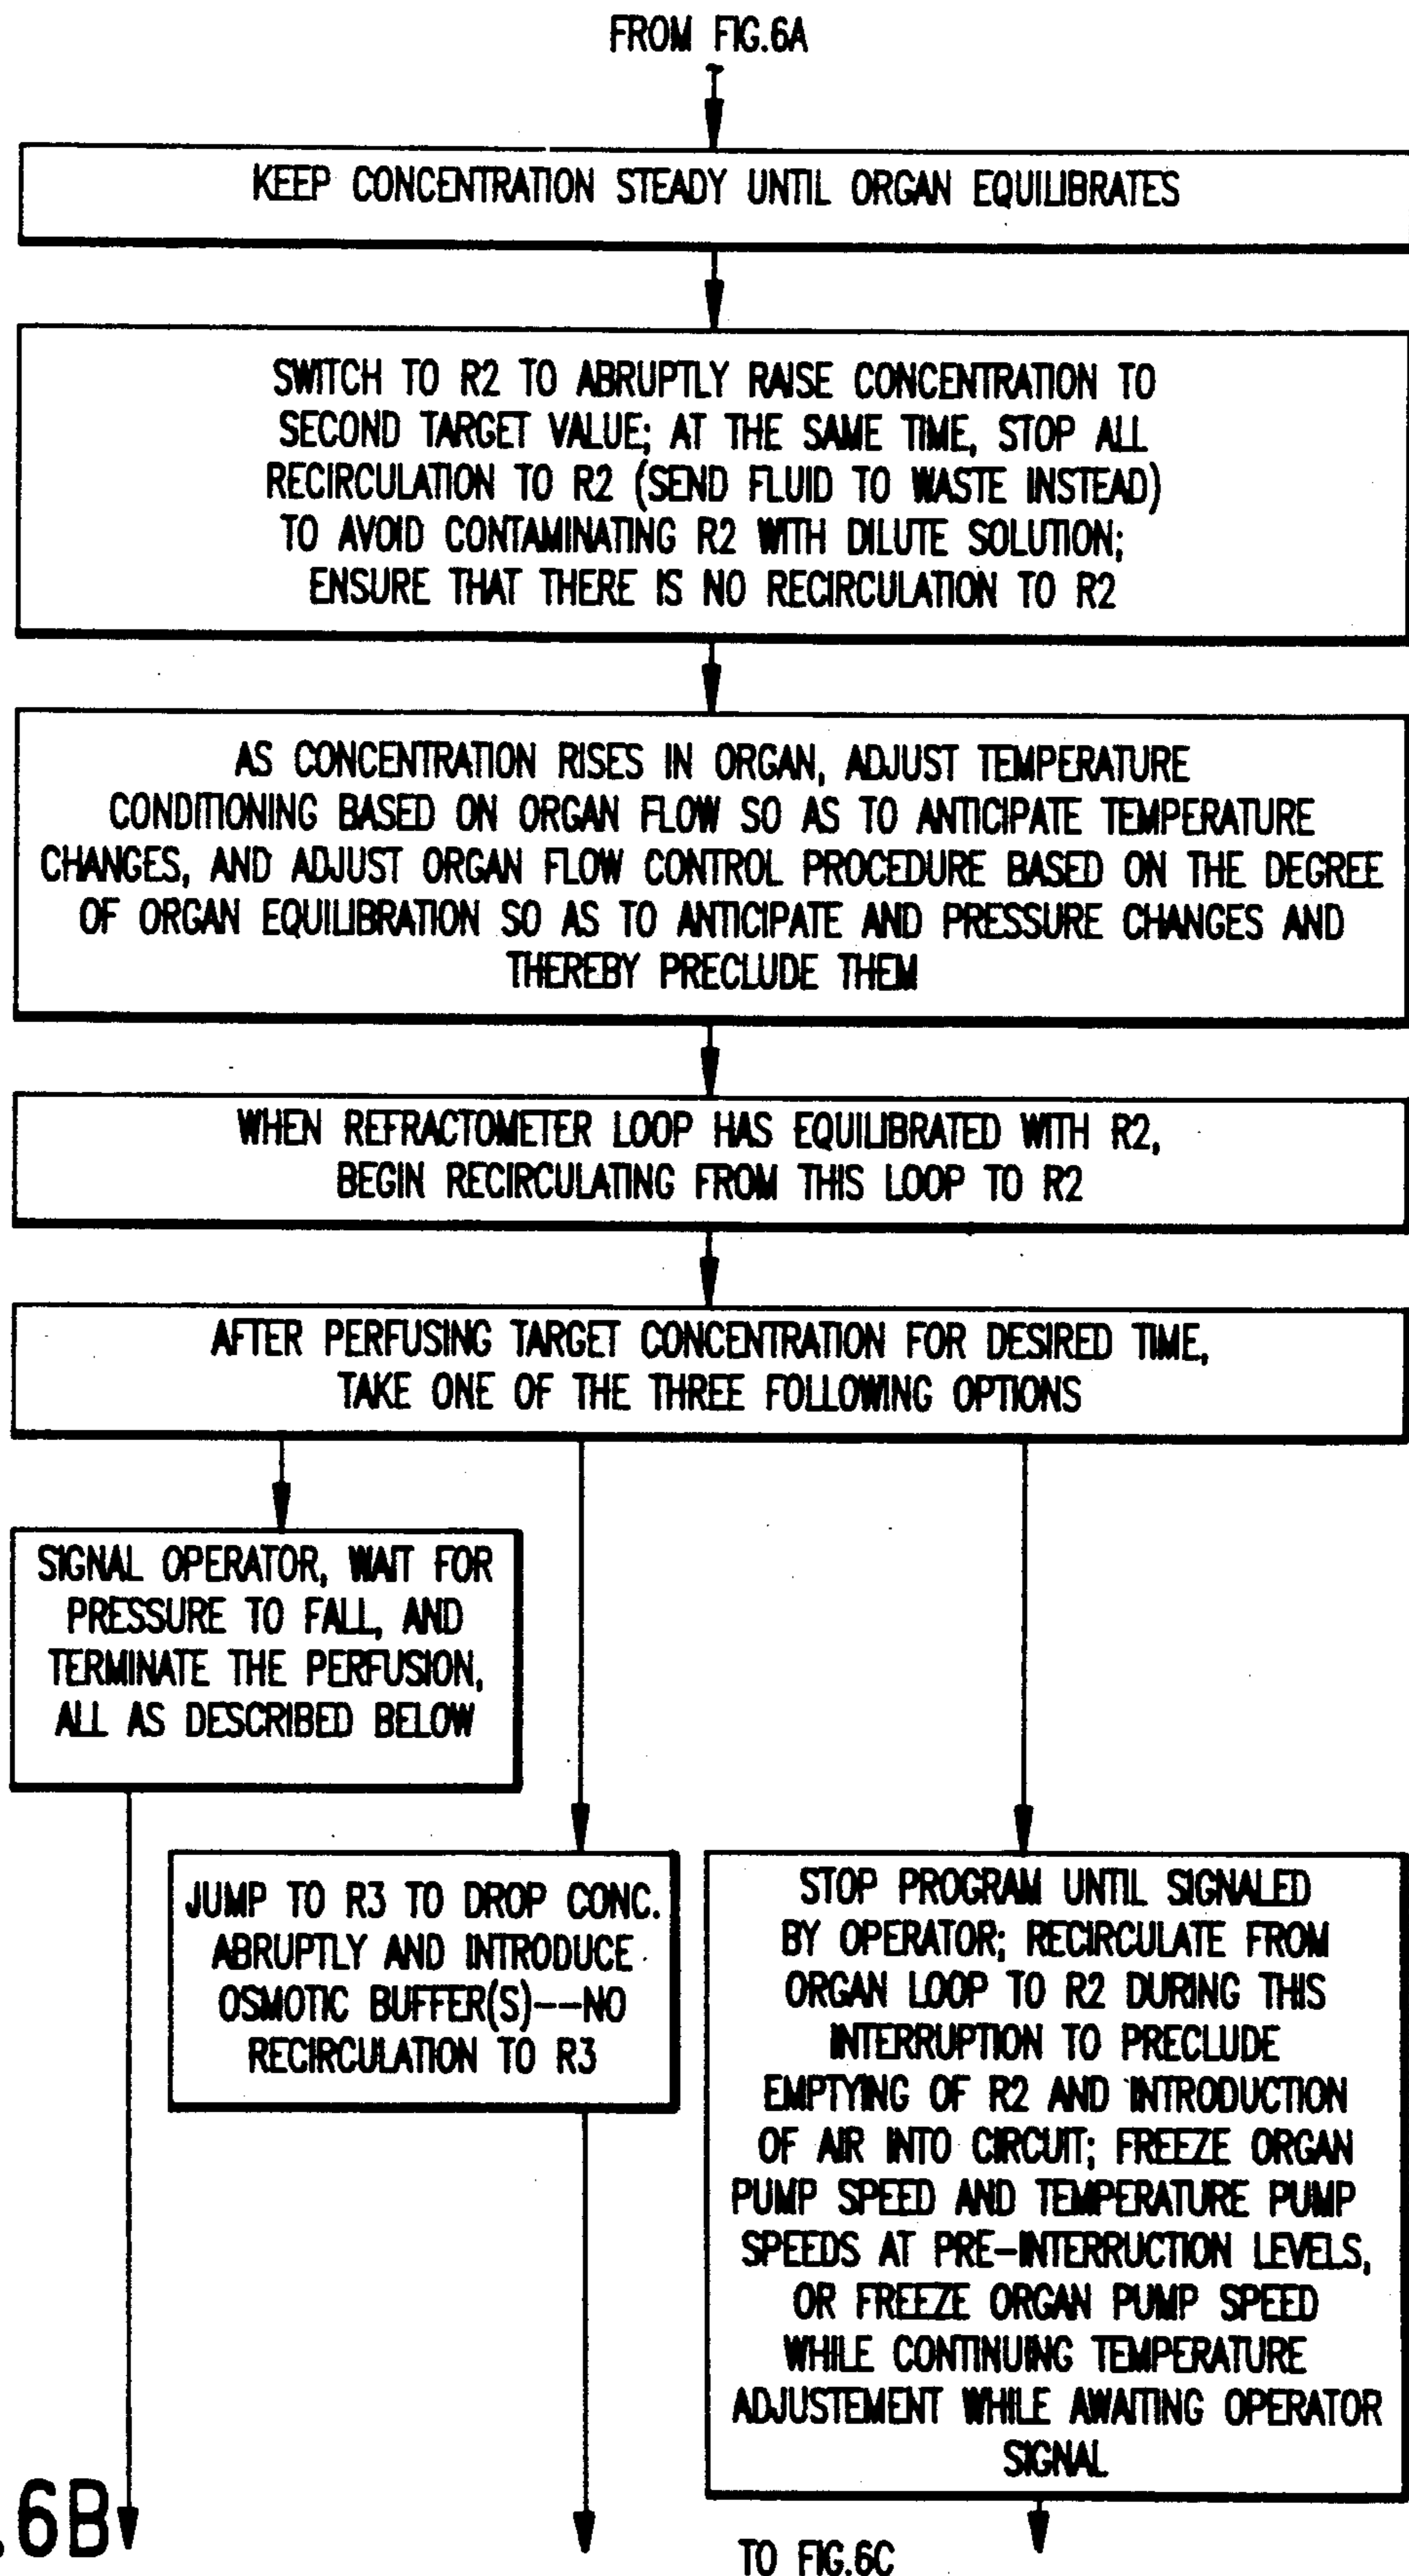 FROM FIG.6A
KEEP CONCENTRATION STEADY UNTIL ORGAN EQUILIBRATES
SWITCH TO R2 TO ABRUPTLY RAISE CONCENTRATION TO
SECOND TARGET VALUE; AT THE SAME TIME, STOP ALL
RECIRCULATION TO R2 (SEND FLUID TO WASTE INSTEAD)
TO AVOID CONTAMINATING R2 WITH DILUTE SOLUTION;
ENSURE THAT THERE IS NO RECIRCULATION TO R2
AS CONCENTRATION RISES IN ORGAN, ADJUST TEMPERATURE
CONDITIONING BASED ON ORGAN FLOW SO AS TO ANTICIPATE TEMPERATURE
CHANGES, AND ADJUST ORGAN FLOW CONTROL PROCEDURE BASED ON THE DEGREE
OF ORGAN EQUILIBRATION SO AS TO ANTICIPATE AND PRESSURE CHANGES AND
THEREBY PRECLUDE THEM
WHEN REFRACTOMETER LOOP HAS EQUILIBRATED WITH R2,
BEGIN RECIRCULATING FROM THIS LOOP TO R2
AFTER PERFUSING TARGET CONCENTRATION FOR DESIRED TIME,
TAKE ONE OF THE THREE FOLLOWING OPTIONS
SIGNAL OPERATOR, WAIT FOR
PRESSURE TO FALL, AND
TERMINATE THE PERFUSION,
ALL AS DESCRIBED BELOW
JUMP TO R3 TO DROP CONC.
ABRUPTLY AND INTRODUCE
OSMOTIC BUFFER(S)--NO
RECIRCULATION TO R3
STOP PROGRAM UNTIL SIGNALED
BY OPERATOR; RECIRCULATE FROM
ORGAN LOOP TO R2 DURING THIS
INTERRUPTION TO PRECLUDE
EMPTYING OF R2 AND INTRODUCTION
OF AIR INTO CIRCUIT; FREEZE ORGAN
PUMP SPEED AND TEMPERATURE PUMP
SPEEDS AT PRE-INTERRUCTION LEVELS,
OR FREEZE ORGAN PUMP SPEED
WHILE CONTINUING TEMPERATURE
ADJUSTEMENT WHILE AWAITING OPERATOR
SIGNAL
.6B
TO FIG.6C